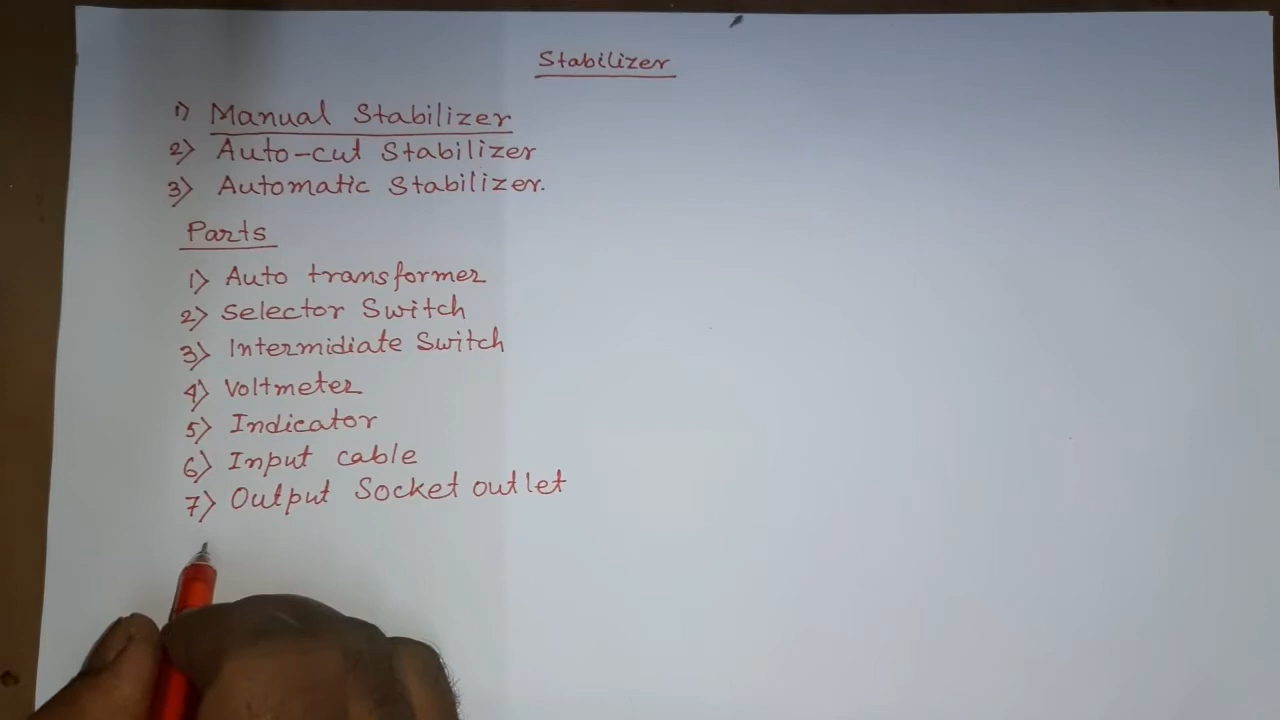 Stabilizer
1) Manual Stabilizer
2) Auto-cut Stabilizer
3) Automatic Stabilizer.
Parts
1) Auto transformer
2) Selector Switch
3) Intermidiate Switch
4) Voltmeter
5) Indicator
6) Input cable
7) Output Socket outlet